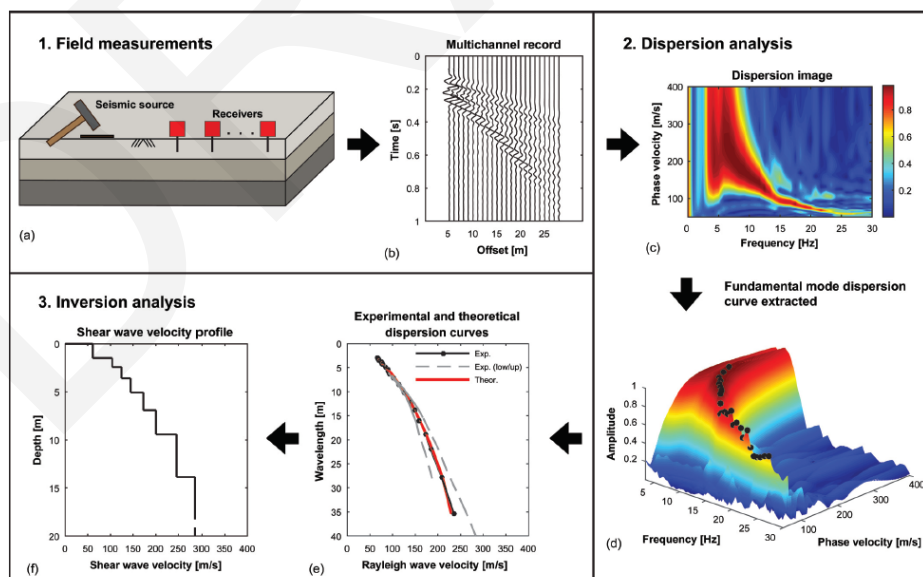 1. Field measurements
Seismic source
Receivers
(a)
Multichannel record
0
0.2
0.4
0.6
0.8
1
Time [s]
5 10 15 20 25
Offset [m]
(b)
2. Dispersion analysis
Dispersion image
400
300
200
100
Phase velocity [m/s]
0 5 10 15 20 25 30
Frequency [Hz]
0.8
0.6
0.4
0.2
(c)
Fundamental mode dispersion
curve extracted
1
0.8
0.6
0.4
0.2
Amplitude
5 10 15 20 25 30
Frequency [Hz]
100 200 300 400
Phase velocity [m/s]
(d)
3. Inversion analysis
Experimental and theoretical
dispersion curves
Exp.
Exp. (low/up)
Theor.
0
10
20
30
40
Wavelength [m]
0 50 100 150 200 250 300 350 400
Rayleigh wave velocity [m/s]
(e)
Shear wave velocity profile
0
5
10
15
20
Depth [m]
0 50 100 150 200 250 300 350 400
Shear wave velocity [m/s]
(f)